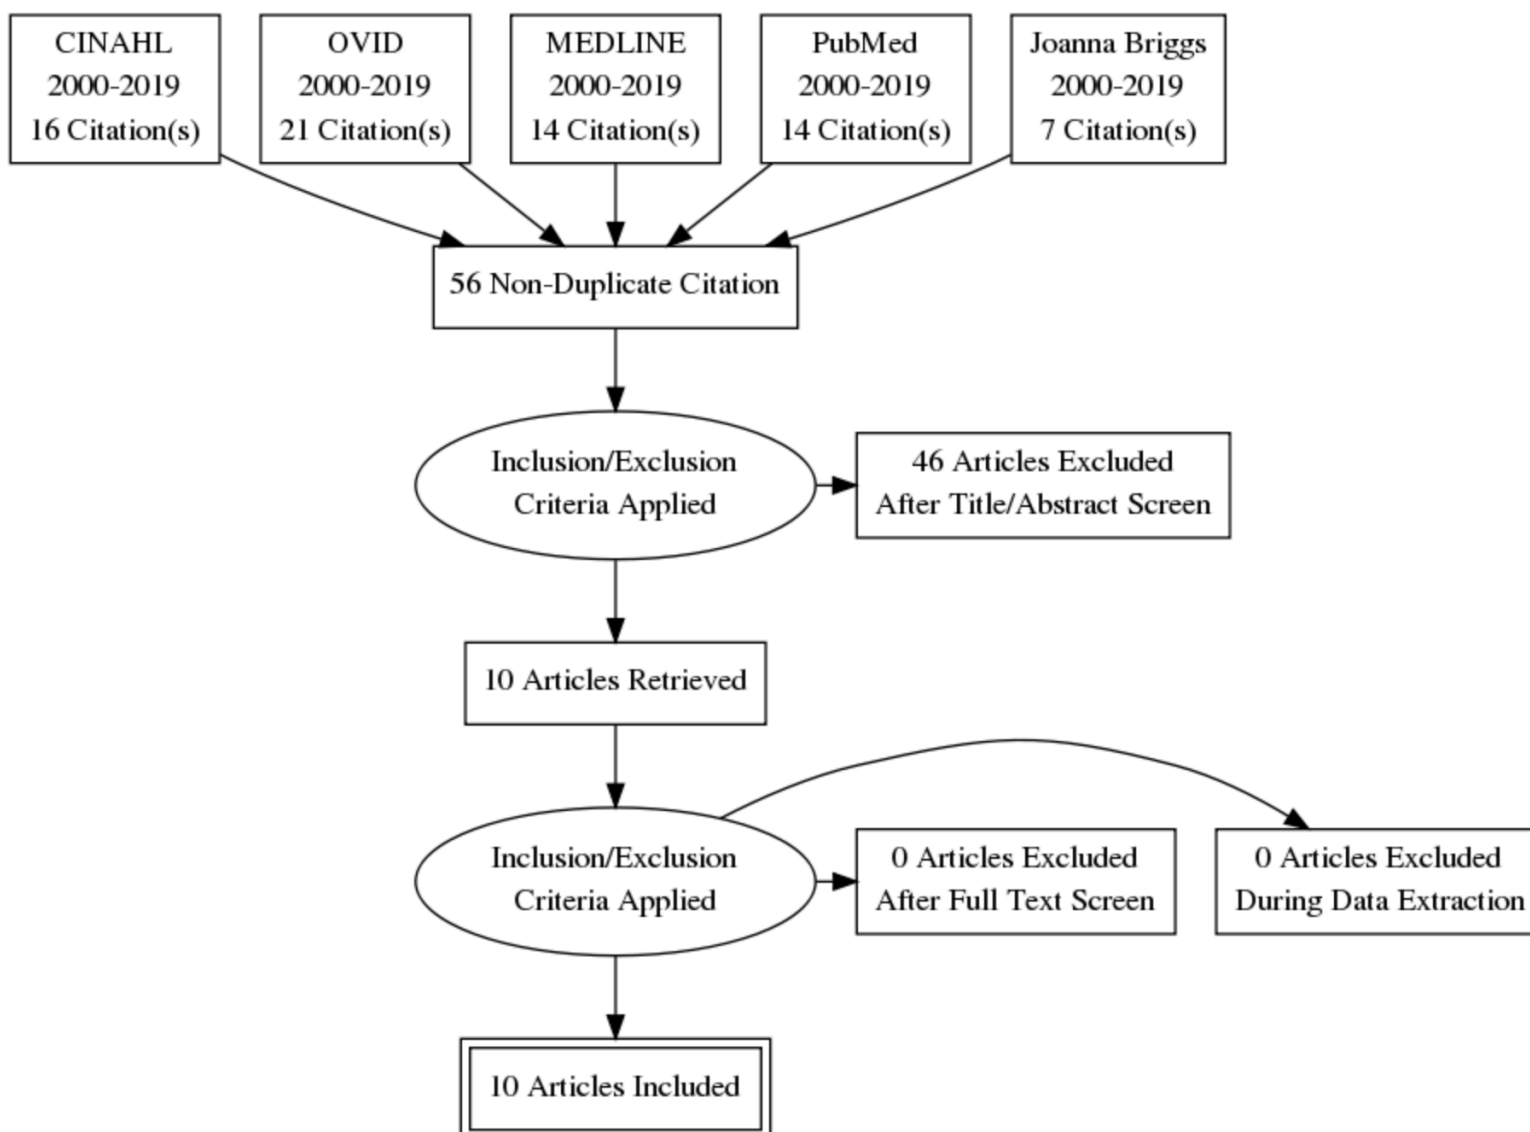 CINAHL
2000-2019
16 Citation(s)
OVID
2000-2019
21 Citation(s)
MEDLINE
2000-2019
14 Citation(s)
PubMed
2000-2019
14 Citation(s)
Joanna Briggs
2000-2019
7 Citation(s)
56 Non-Duplicate Citation
Inclusion/Exclusion
Criteria Applied
46 Articles Excluded
After Title/Abstract Screen
10 Articles Retrieved
Inclusion/Exclusion
Criteria Applied
0 Articles Excluded
After Full Text Screen
0 Articles Excluded
During Data Extraction
10 Articles Included